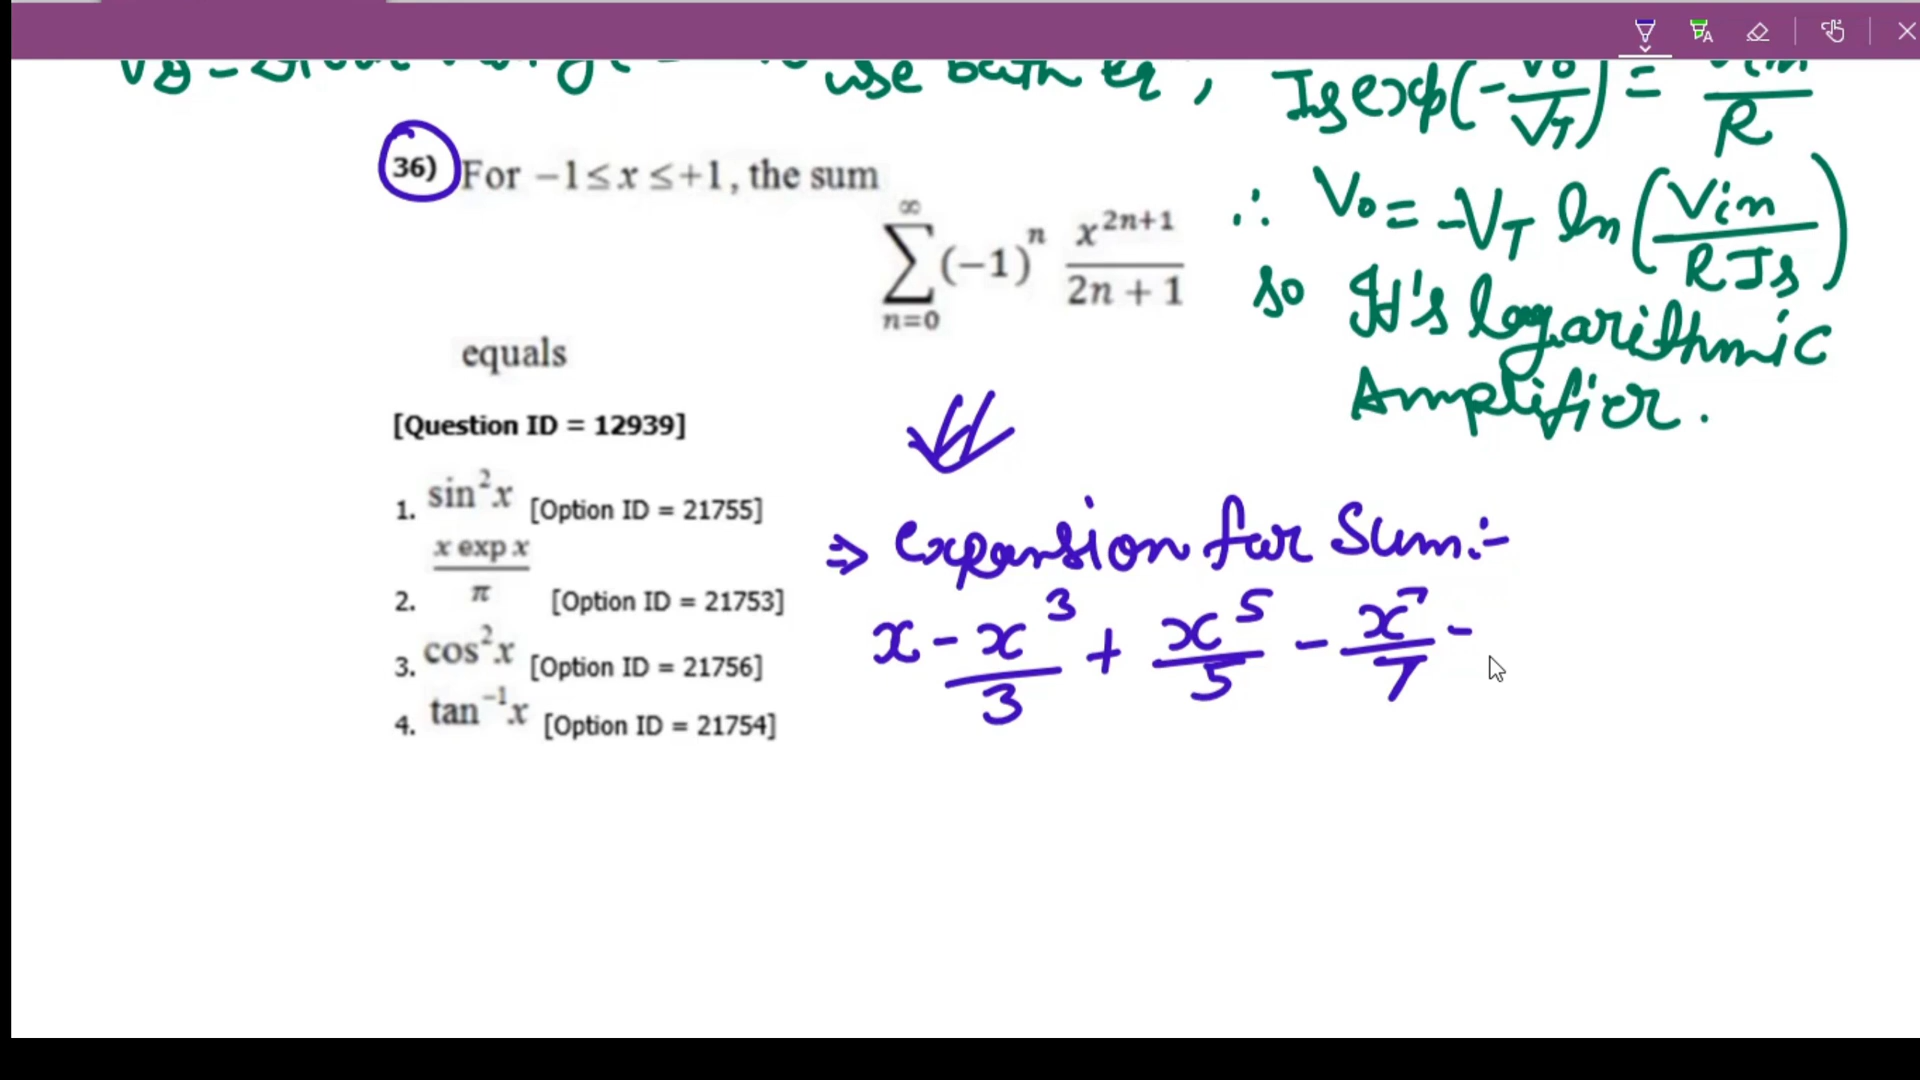 use both eq , Is exp(-Vo/VT) = Vin/R
36) For −1 ≤ x ≤ +1, the sum
∞
∑ (−1)^n x^{2n+1}/(2n + 1)
n=0
equals
∴ Vo = -VT ln(Vin/RIs)
so It's logarithmic
Amplifier.
[Question ID = 12939]
1. sin²x [Option ID = 21755]
2. x exp x/π [Option ID = 21753]
3. cos²x [Option ID = 21756]
4. tan⁻¹x [Option ID = 21754]
⇒ expansion for Sum:-
x - x³/3 + x⁵/5 - x⁷/7 -